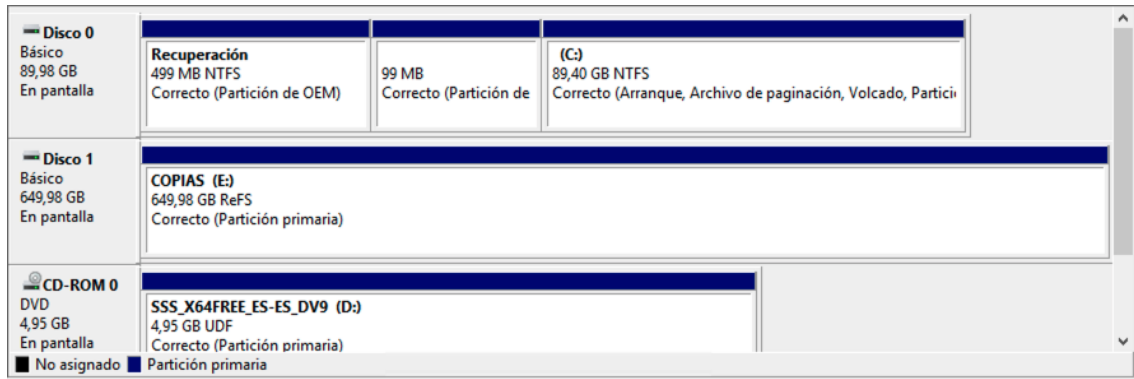 Disco 0
Básico
89,98 GB
En pantalla
Recuperación
499 MB NTFS
Correcto (Partición de OEM)
99 MB
Correcto (Partición de
(C:)
89,40 GB NTFS
Correcto (Arranque, Archivo de paginación, Volcado, Partici
Disco 1
Básico
649,98 GB
En pantalla
COPIAS (E:)
649,98 GB ReFS
Correcto (Partición primaria)
CD-ROM 0
DVD
4,95 GB
En pantalla
SSS_X64FREE_ES-ES_DV9 (D:)
4,95 GB UDF
Correcto (Partición primaria)
No asignado Partición primaria